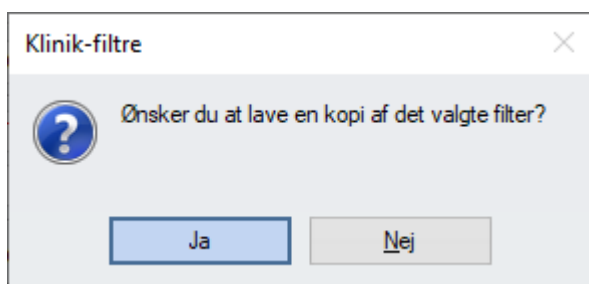 Klinik-filtre
Ønsker du at lave en kopi af det valgte filter?
Ja
Nej